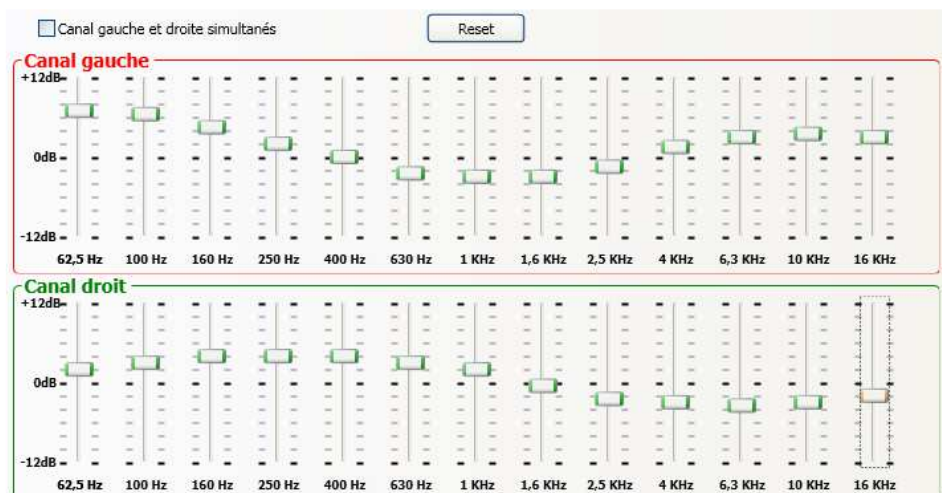 Canal gauche et droite simultanés Reset
Canal gauche
+12dB
0dB
-12dB
62,5 Hz 100 Hz 160 Hz 250 Hz 400 Hz 630 Hz 1 KHz 1,6 KHz 2,5 KHz 4 KHz 6,3 KHz 10 KHz 16 KHz
Canal droit
+12dB
0dB
-12dB
62,5 Hz 100 Hz 160 Hz 250 Hz 400 Hz 630 Hz 1 KHz 1,6 KHz 2,5 KHz 4 KHz 6,3 KHz 10 KHz 16 KHz